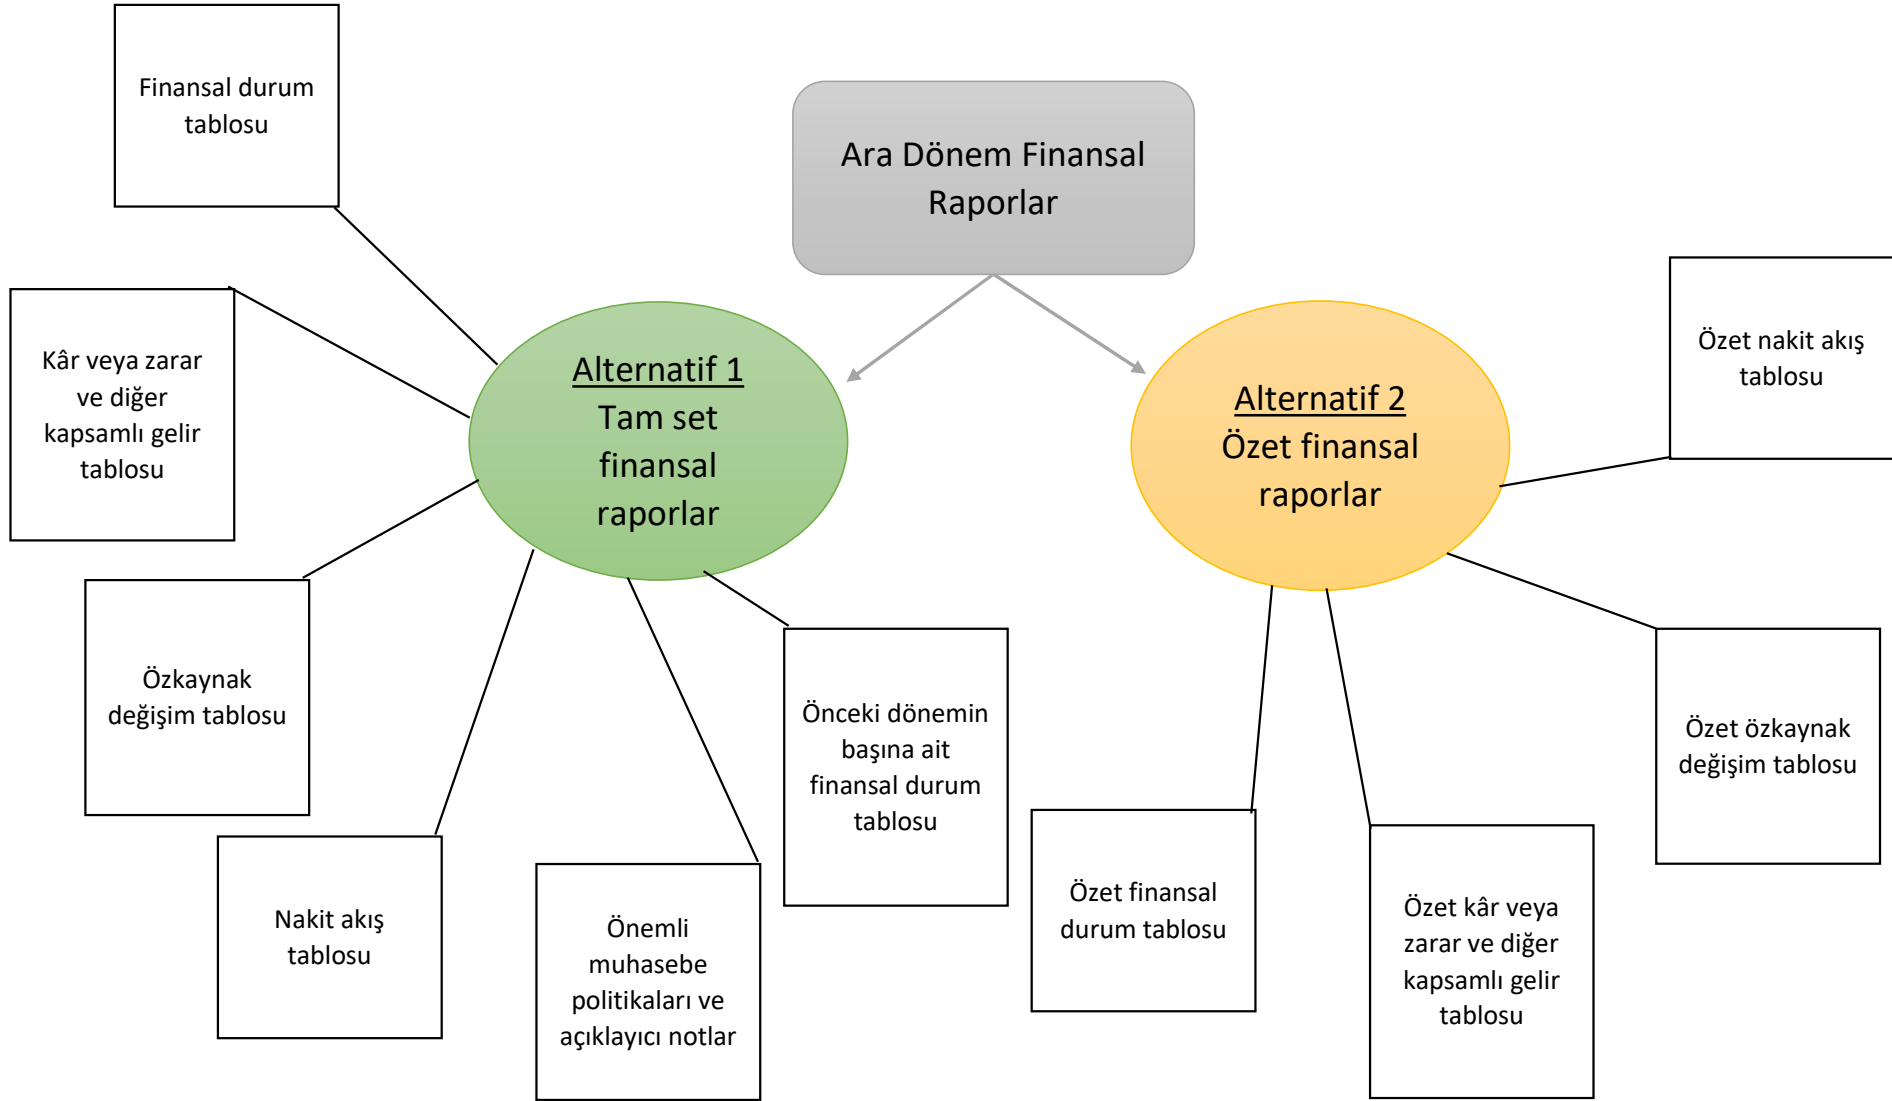 Finansal durum
tablosu
Ara Dönem Finansal
Raporlar
Kâr veya zarar
ve diğer
kapsamlı gelir
tablosu
Alternatif 1
Tam set
finansal
raporlar
Alternatif 2
Özet finansal
raporlar
Özet nakit akış
tablosu
Özkaynak
değişim tablosu
Önceki dönemin
başına ait
finansal durum
tablosu
Özet özkaynak
değişim tablosu
Nakit akış
tablosu
Önemli
muhasebe
politikaları ve
açıklayıcı notlar
Özet finansal
durum tablosu
Özet kâr veya
zarar ve diğer
kapsamlı gelir
tablosu